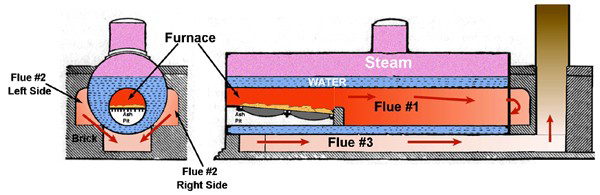 Furnace
Flue #2
Left Side
Ash
Pit
Brick
Flue #2
Right Side
Steam
WATER
Ash
Pit
Flue #1
Flue #3